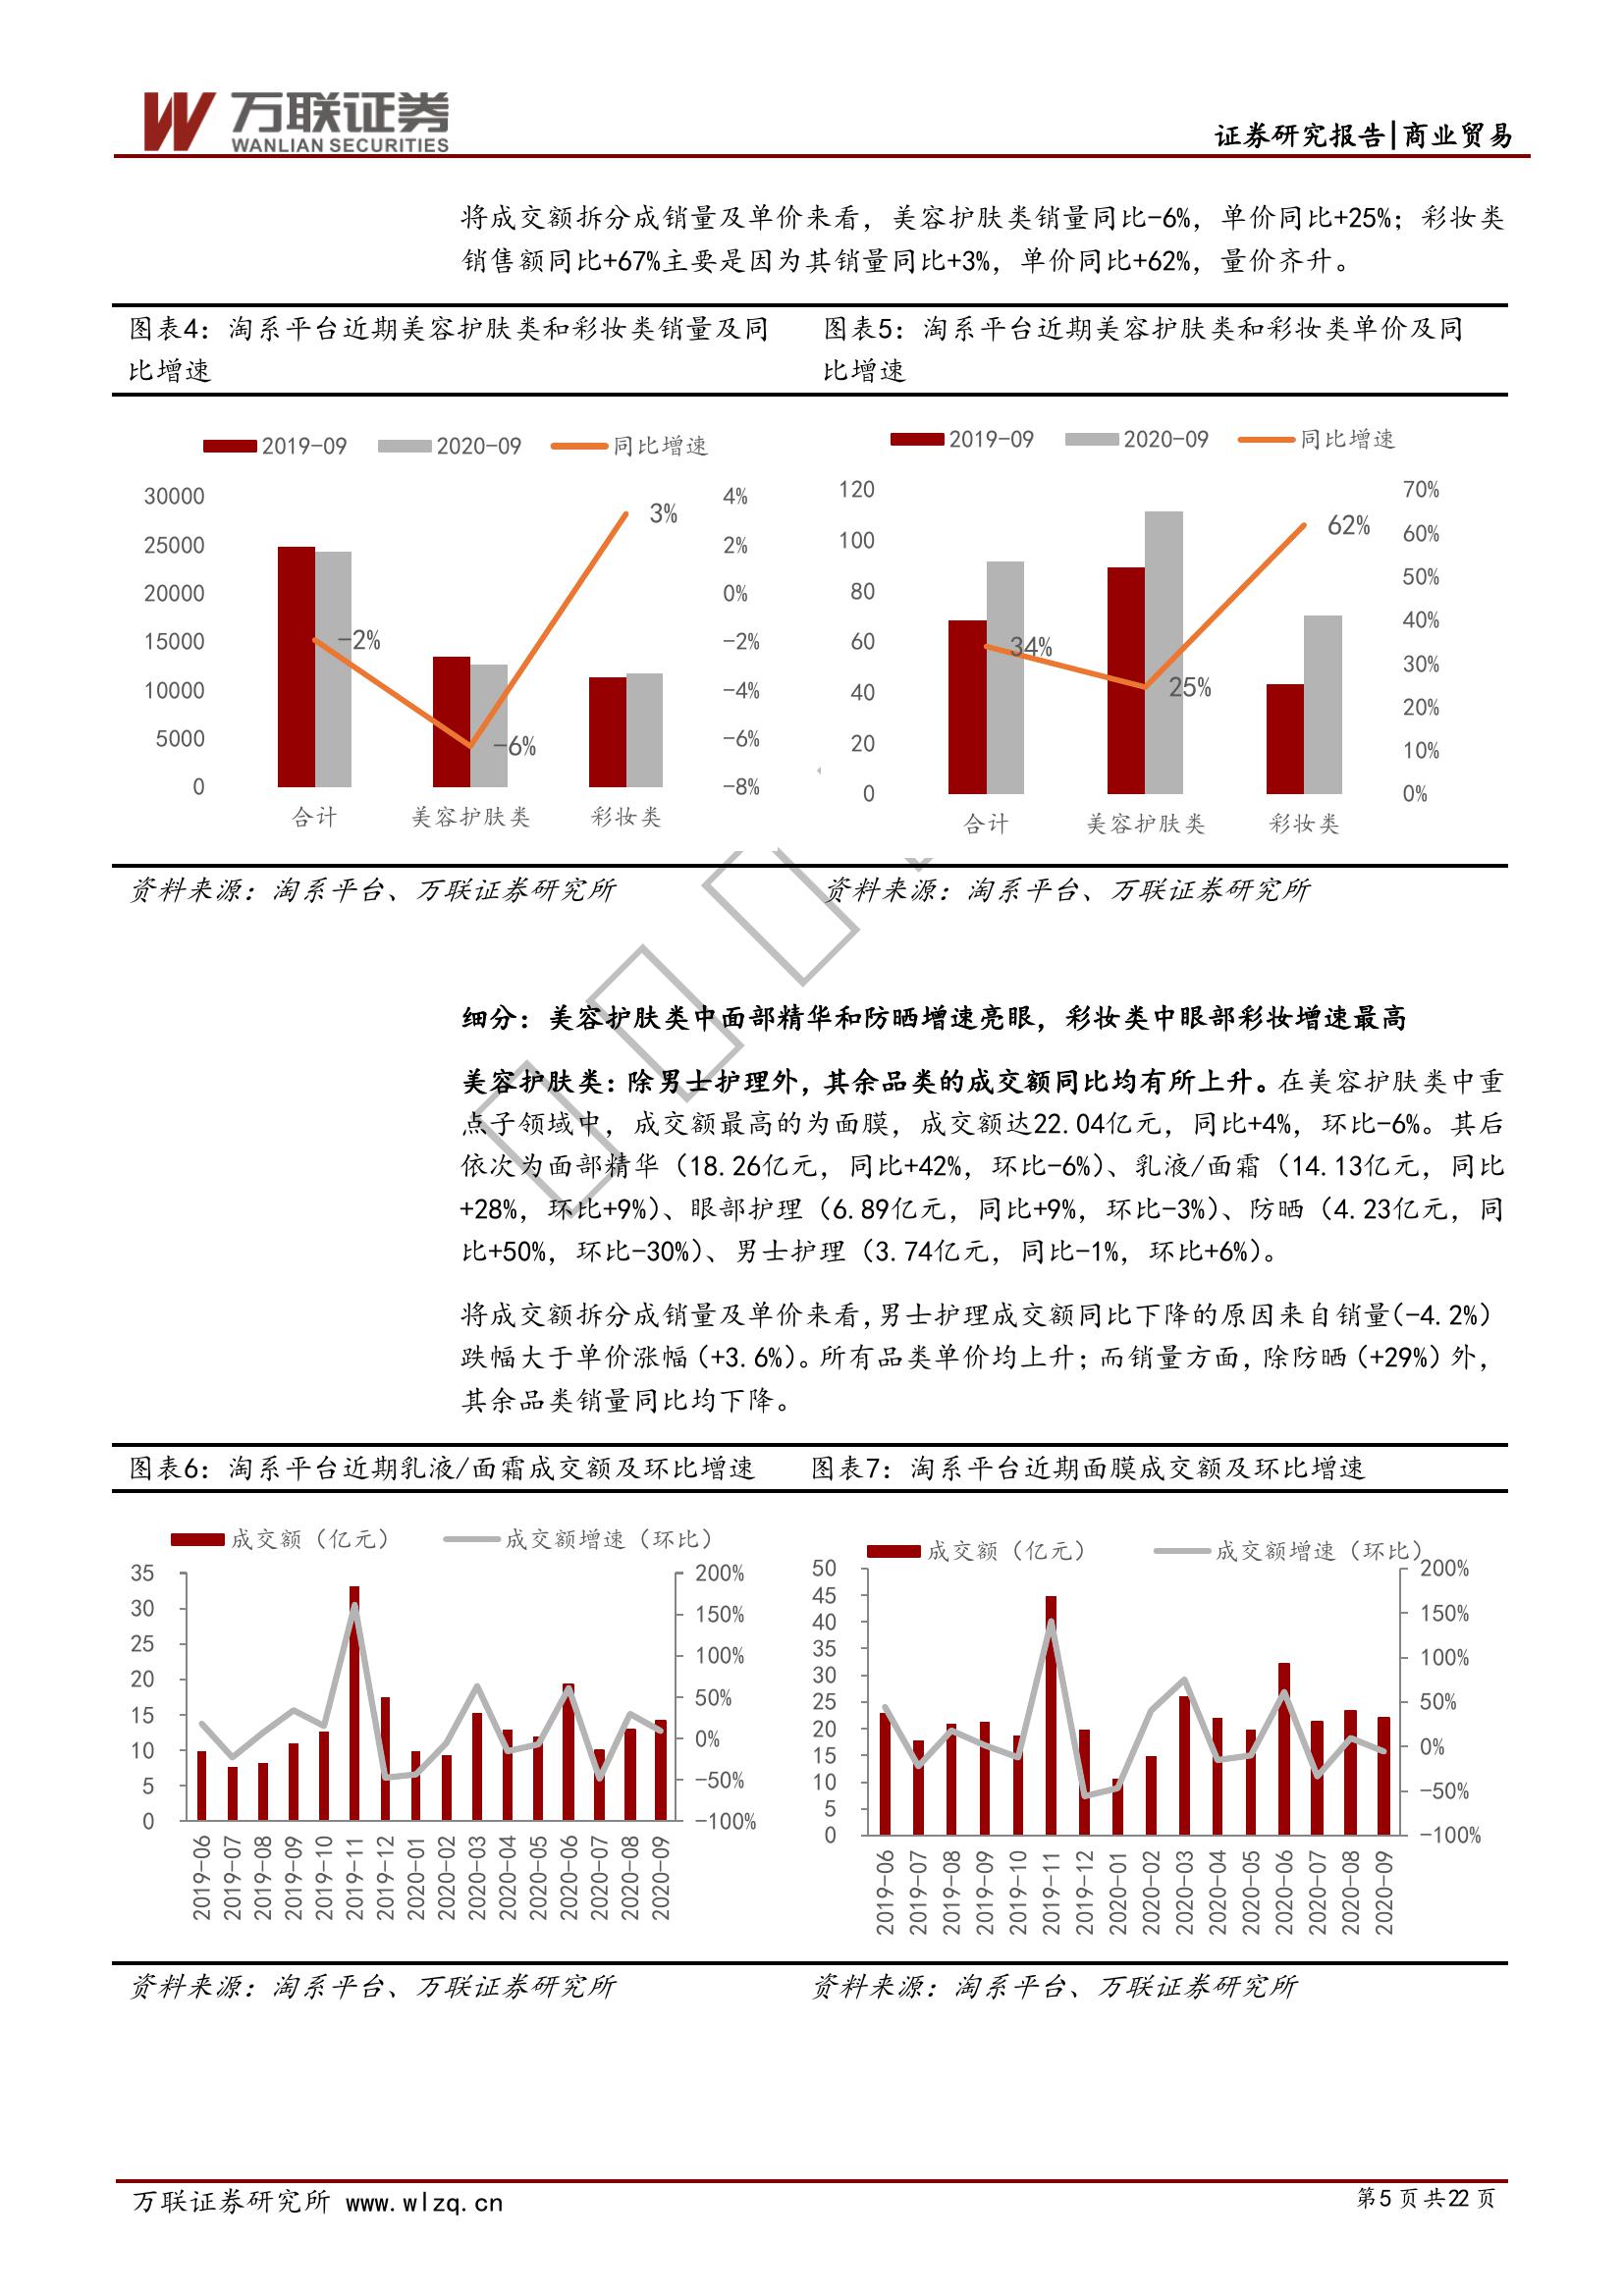 万联证券
WANLIAN SECURITIES
证券研究报告|商业贸易
将成交额拆分成销量及单价来看，美容护肤类销量同比-6%，单价同比+25%；彩妆类
销售额同比+67%主要是因为其销量同比+3%，单价同比+62%，量价齐升。
图表4：淘系平台近期美容护肤类和彩妆类销量及同
比增速
2019-09 2020-09 同比增速
30000
25000
20000
15000
10000
5000
0
4%
2%
0%
-2%
-4%
-6%
-8%
-2%
-6%
3%
合计 美容护肤类 彩妆类
资料来源：淘系平台、万联证券研究所
图表5：淘系平台近期美容护肤类和彩妆类单价及同
比增速
2019-09 2020-09 同比增速
120
100
80
60
40
20
0
70%
60%
50%
40%
30%
20%
10%
0%
34%
25%
62%
合计 美容护肤类 彩妆类
资料来源：淘系平台、万联证券研究所
细分：美容护肤类中面部精华和防晒增速亮眼，彩妆类中眼部彩妆增速最高
美容护肤类：除男士护理外，其余品类的成交额同比均有所上升。在美容护肤类中重
点子领域中，成交额最高的为面膜，成交额达22.04亿元，同比+4%，环比-6%。其后
依次为面部精华（18.26亿元，同比+42%，环比-6%）、乳液/面霜（14.13亿元，同比
+28%，环比+9%）、眼部护理（6.89亿元，同比+9%，环比-3%）、防晒（4.23亿元，同
比+50%，环比-30%）、男士护理（3.74亿元，同比-1%，环比+6%）。
将成交额拆分成销量及单价来看，男士护理成交额同比下降的原因来自销量（-4.2%）
跌幅大于单价涨幅（+3.6%）。所有品类单价均上升；而销量方面，除防晒（+29%）外，
其余品类销量同比均下降。
图表6：淘系平台近期乳液/面霜成交额及环比增速
成交额（亿元） 成交额增速（环比）
35
30
25
20
15
10
5
0
200%
150%
100%
50%
0%
-50%
-100%
2019-06 2019-07 2019-08 2019-09 2019-10 2019-11 2019-12 2020-01 2020-02 2020-03 2020-04 2020-05 2020-06 2020-07 2020-08 2020-09
资料来源：淘系平台、万联证券研究所
图表7：淘系平台近期面膜成交额及环比增速
成交额（亿元） 成交额增速（环比）
50
45
40
35
30
25
20
15
10
5
0
200%
150%
100%
50%
0%
-50%
-100%
2019-06 2019-07 2019-08 2019-09 2019-10 2019-11 2019-12 2020-01 2020-02 2020-03 2020-04 2020-05 2020-06 2020-07 2020-08 2020-09
资料来源：淘系平台、万联证券研究所
万联证券研究所 www.wlzq.cn
第5页共22页